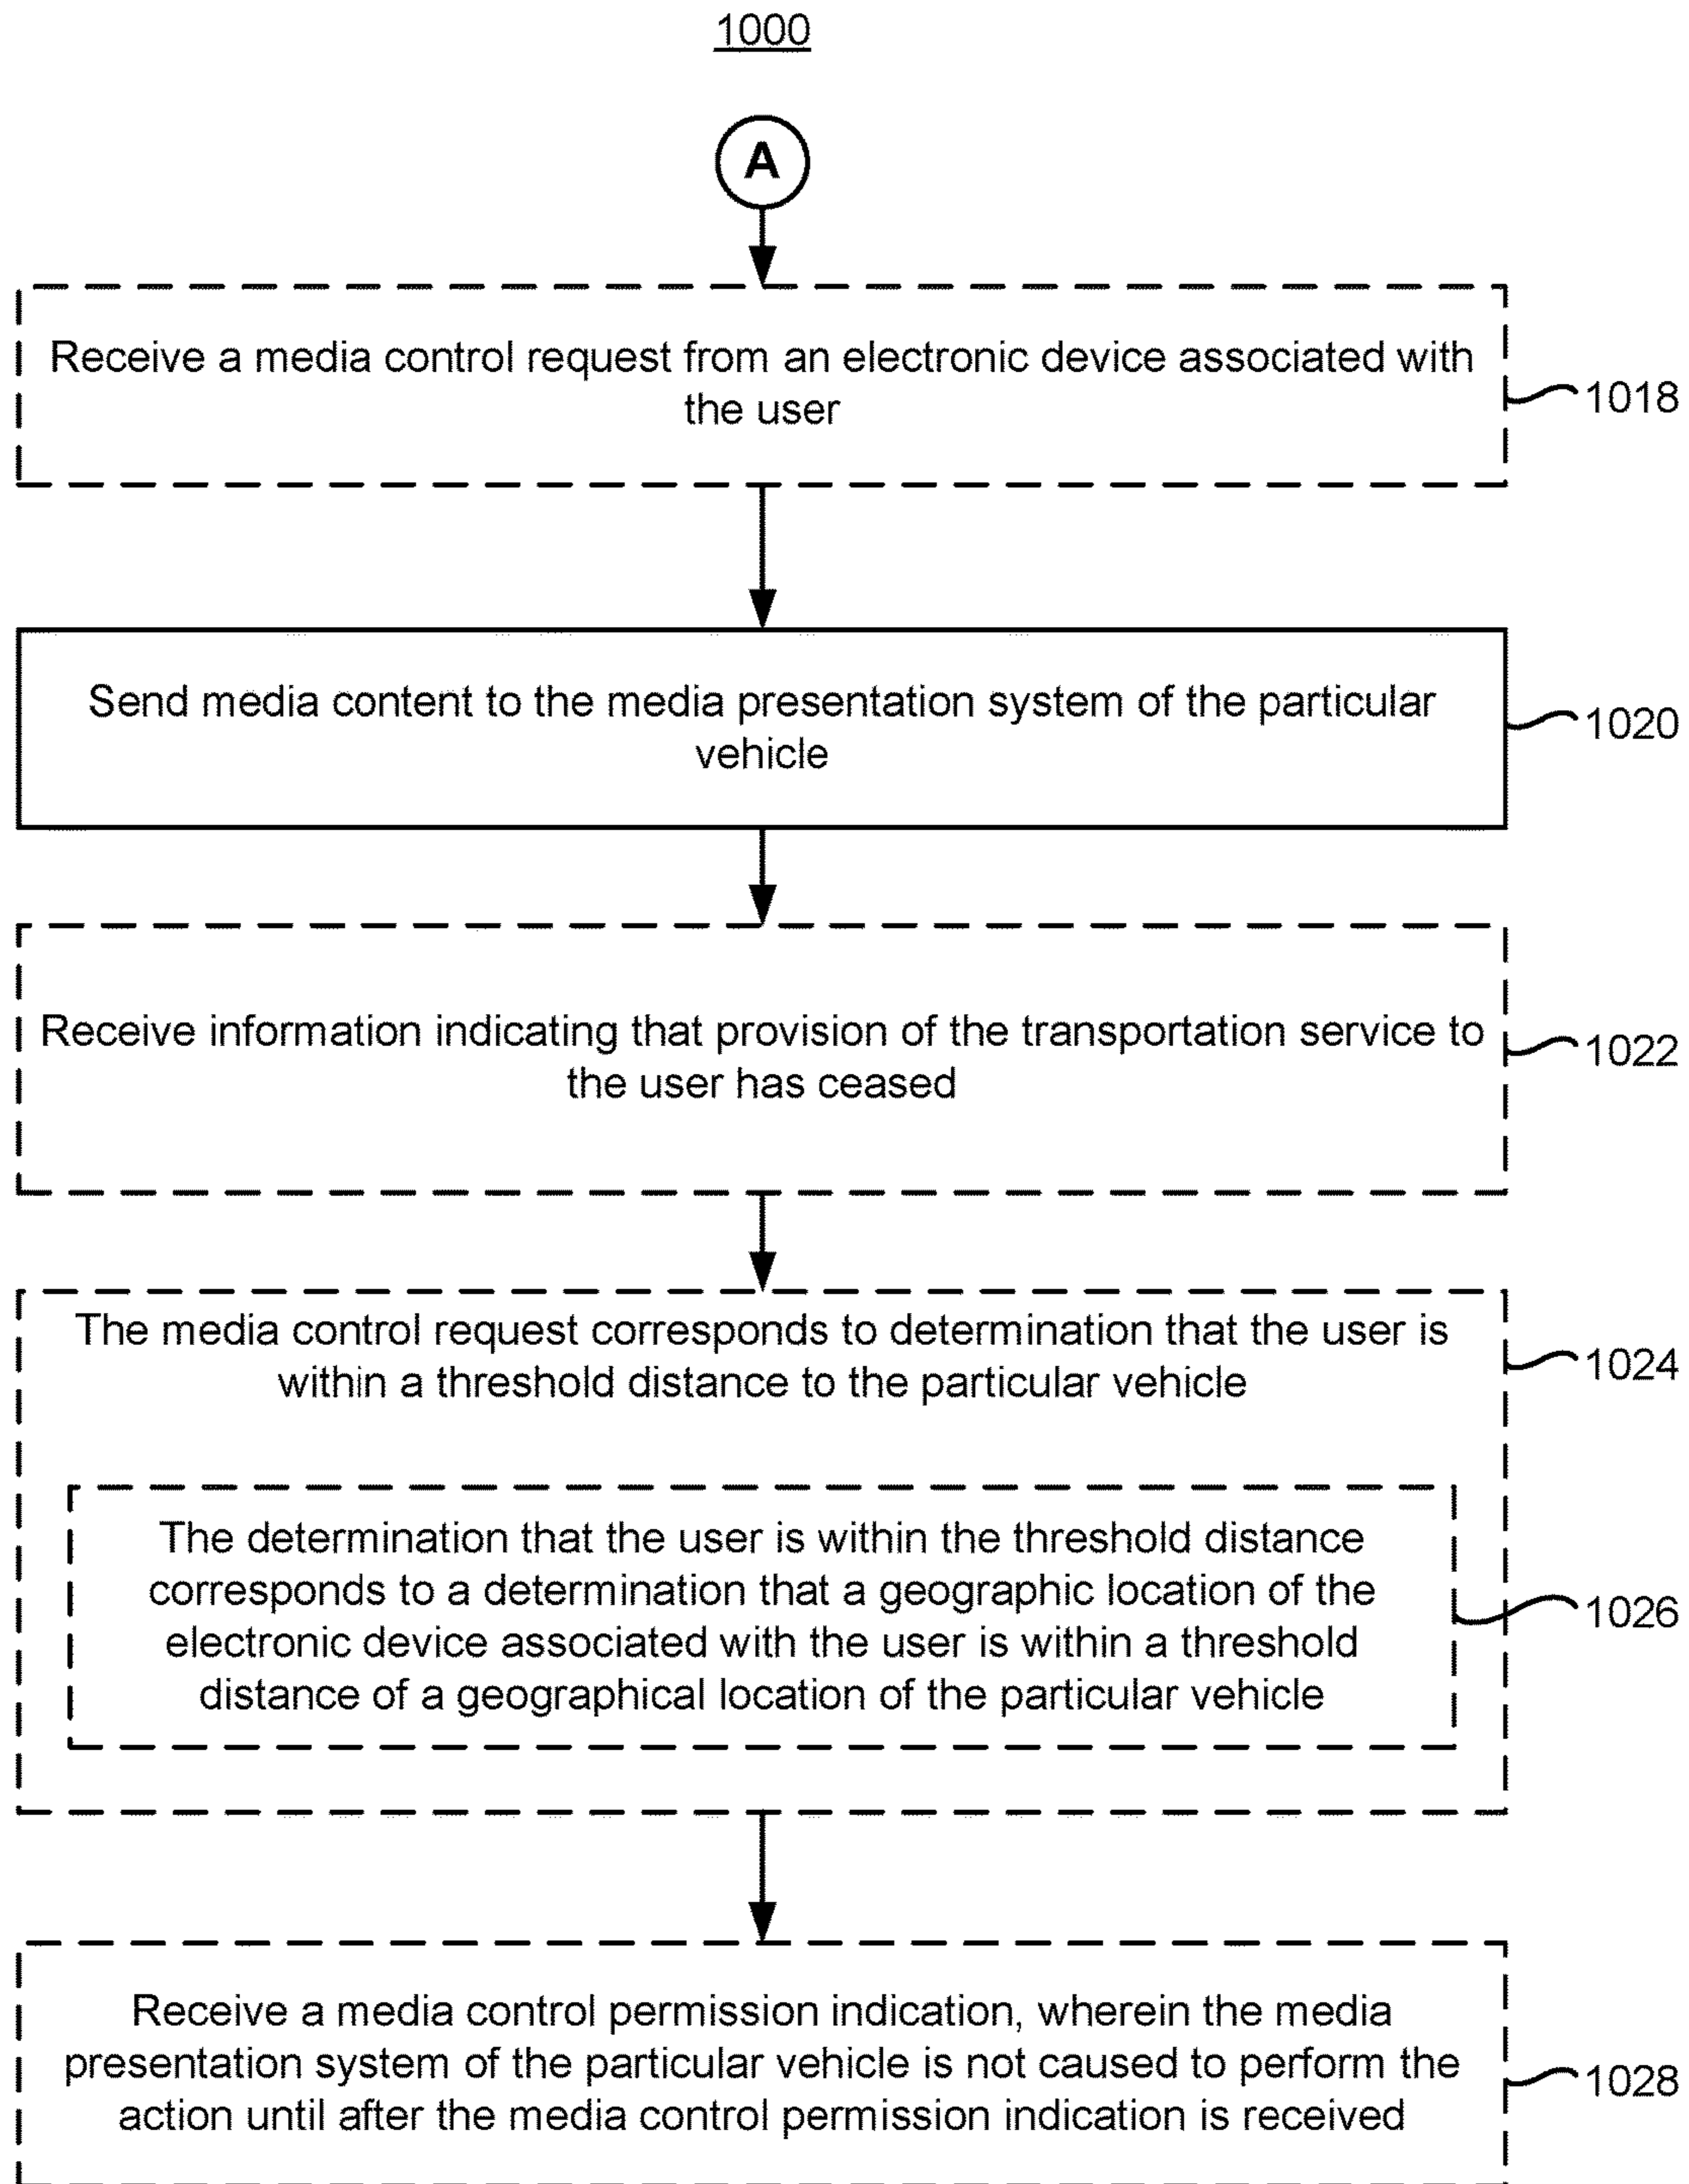 1000
A
Receive a media control request from an electronic device associated with
the user
1018
Send media content to the media presentation system of the particular
vehicle
1020
Receive information indicating that provision of the transportation service to
the user has ceased
1022
The media control request corresponds to determination that the user is
within a threshold distance to the particular vehicle
1024
The determination that the user is within the threshold distance
corresponds to a determination that a geographic location of the
electronic device associated with the user is within a threshold
distance of a geographical location of the particular vehicle
1026
Receive a media control permission indication, wherein the media
presentation system of the particular vehicle is not caused to perform the
action until after the media control permission indication is received
1028